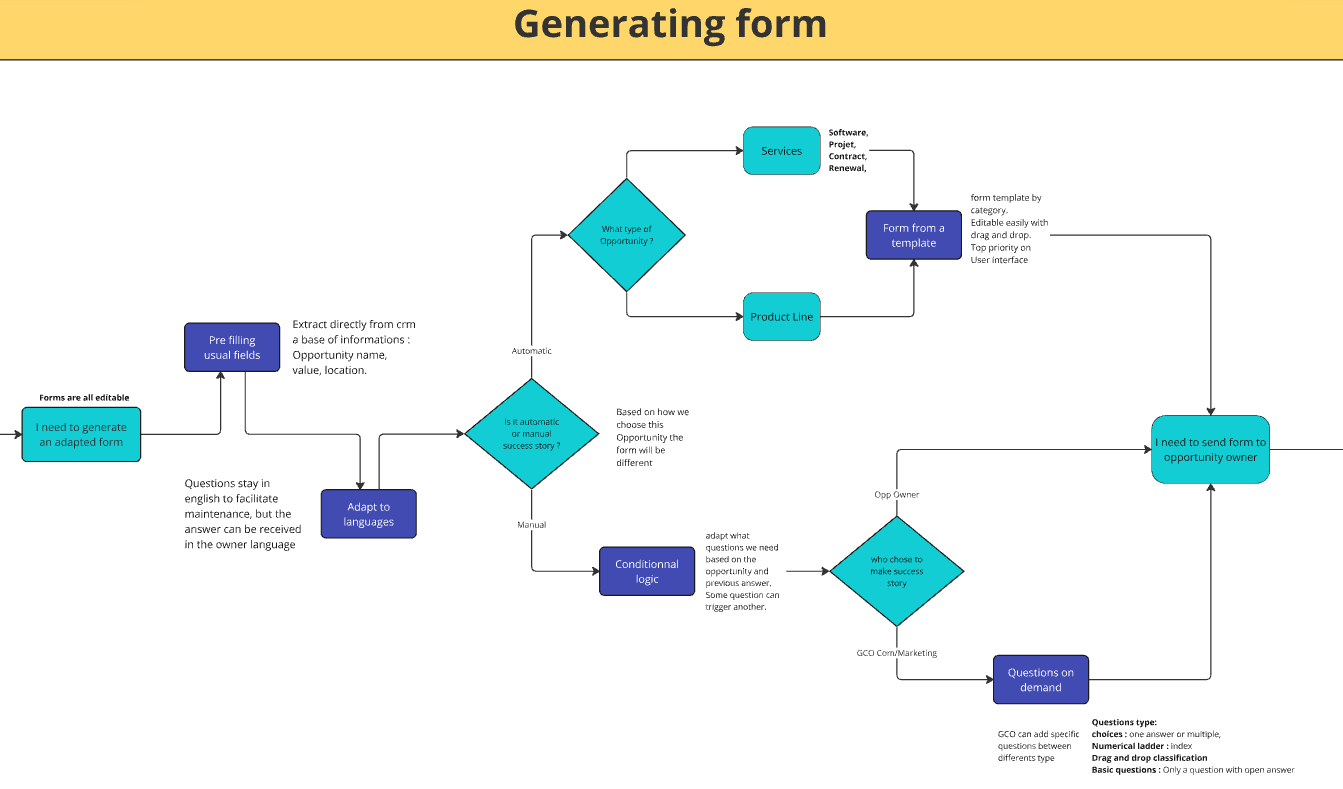 Generating form
Services
Software,
Projet,
Contract,
Renewal,
What type of
Opportunity ?
Form from a
template
form template by
category.
Editable easily with
drag and drop.
Top priority on
User interface
Product Line
Automatic
Pre filling
usual fields
Extract directly from crm
a base of informations :
Opportunity name,
value, location.
Forms are all editable
I need to generate
an adapted form
Is it automatic
or manual
success story ?
Based on how we
choose this
Opportunity the
form will be
different
I need to send form to
opportunity owner
Questions stay in
english to facilitate
maintenance, but the
answer can be received
in the owner language
Adapt to
languages
Manual
Opp Owner
Conditionnal
logic
adapt what
questions we need
based on the
opportunity and
previous answer.
Some question can
trigger another.
who chose to
make success
story
GCO Com/Marketing
Questions on
demand
GCO can add specific
questions between
differents type
Questions type:
choices : one answer or multiple,
Numerical ladder : index
Drag and drop classification
Basic questions : Only a question with open answer